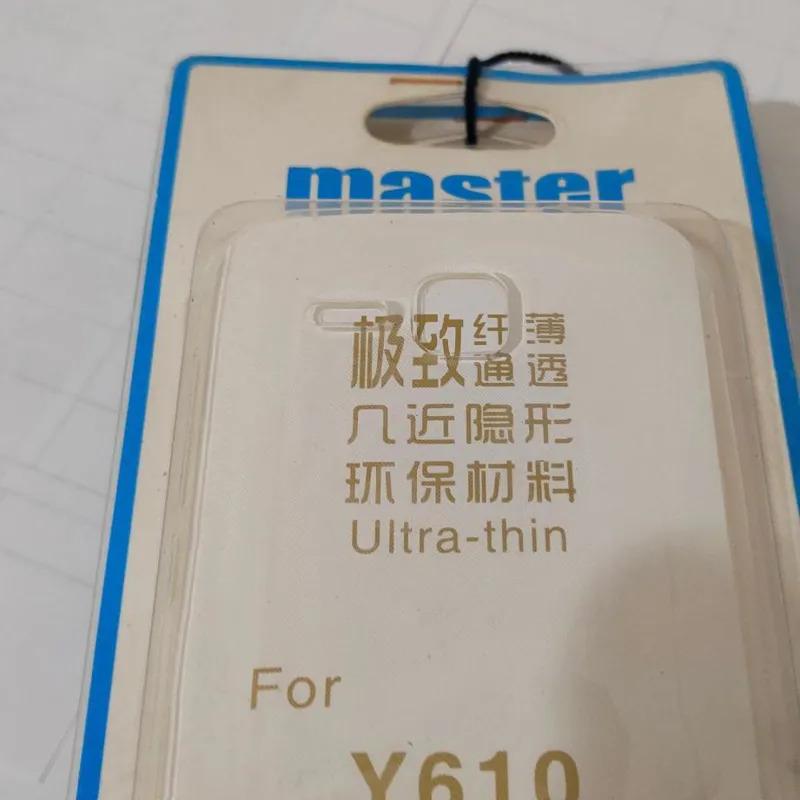 master
极致纤薄
通透
几近隐形
环保材料
Ultra-thin
For
Y610